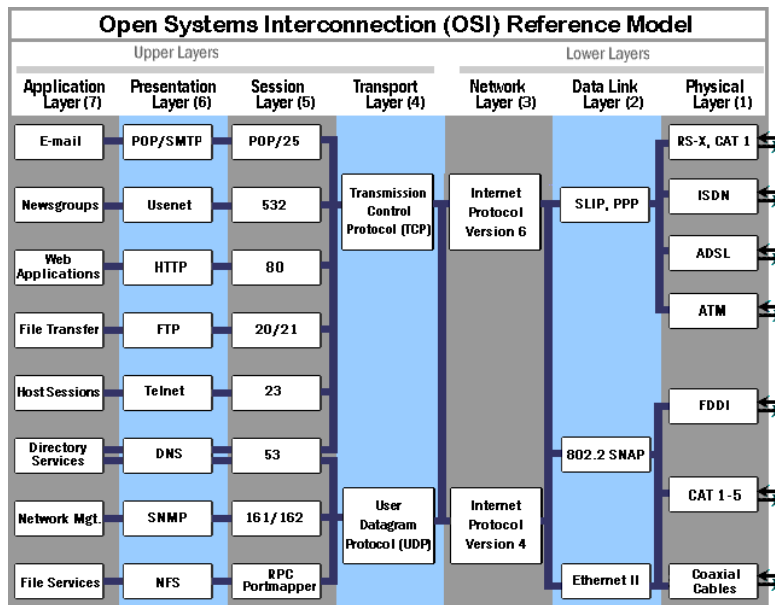 Open Systems Interconnection (OSI) Reference Model
Upper Layers
Lower Layers
Application
Layer (7)
Presentation
Layer (6)
Session
Layer (5)
Transport
Layer (4)
Network
Layer (3)
Data Link
Layer (2)
Physical
Layer (1)
E-mail
POP/SMTP
POP/25
Newsgroups
Usenet
532
Web
Applications
HTTP
80
File Transfer
FTP
20/21
Host Sessions
Telnet
23
Directory
Services
DNS
53
Network Mgt.
SNMP
161/162
File Services
NFS
RPC
Portmapper
Transmission
Control
Protocol (TCP)
User
Datagram
Protocol (UDP)
Internet
Protocol
Version 6
Internet
Protocol
Version 4
SLIP, PPP
802.2 SNAP
Ethernet II
RS-X, CAT 1
ISDN
ADSL
ATM
FDDI
CAT 1-5
Coaxial
Cables